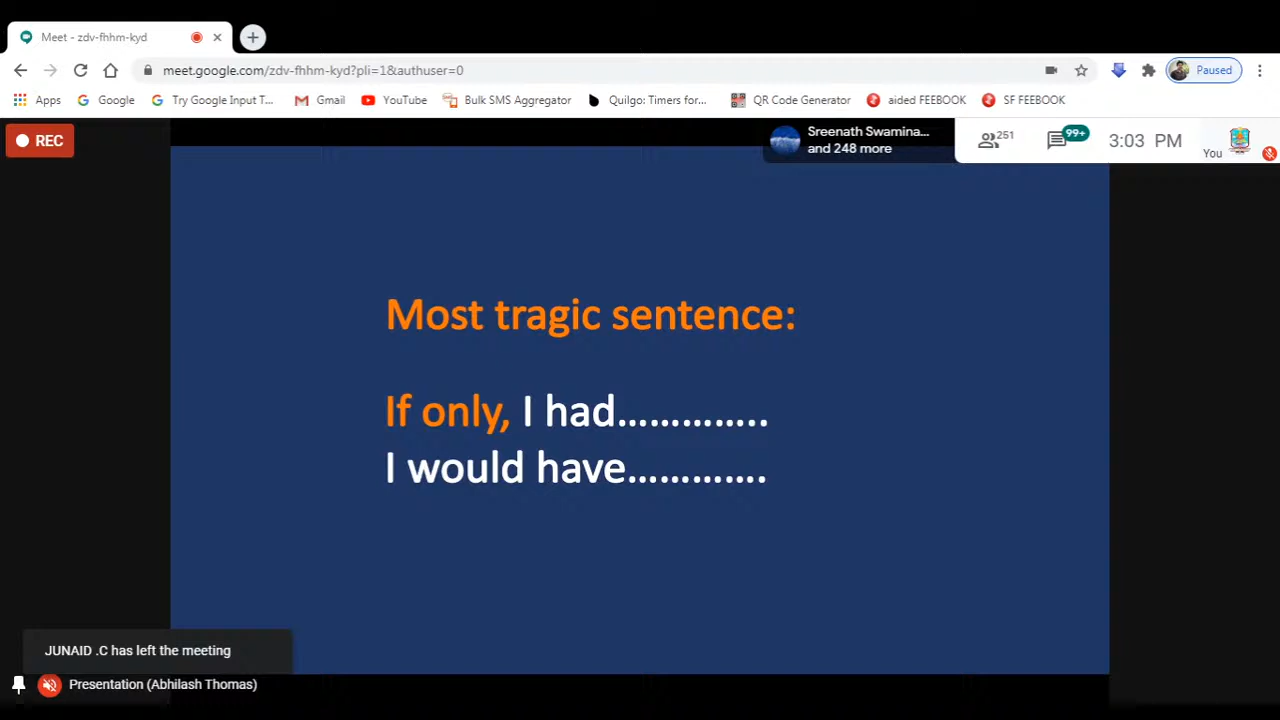 Meet - zdv-fhhm-kyd
meet.google.com/zdv-fhhm-kyd?pli=1&authuser=0
Paused
Apps
Google
Try Google Input T...
Gmail
YouTube
Bulk SMS Aggregator
Quilgo: Timers for...
QR Code Generator
aided FEEBOOK
SF FEEBOOK
REC
Sreenath Swamina...
and 248 more
251
99+
3:03 PM
You
Most tragic sentence:
If only, I had..............
I would have.............
JUNAID .C has left the meeting
Presentation (Abhilash Thomas)